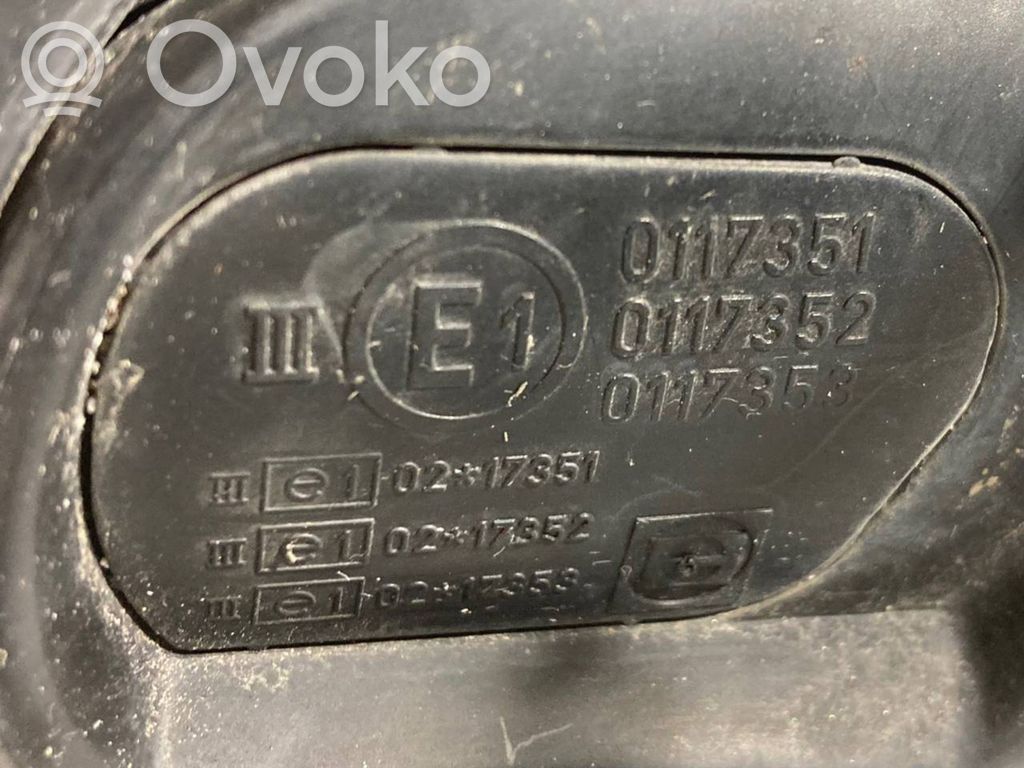 Ovoko
0117351
III E1 0117352
0117353
III e1 02*17351
III e1 02*17352
III e1 02*17353